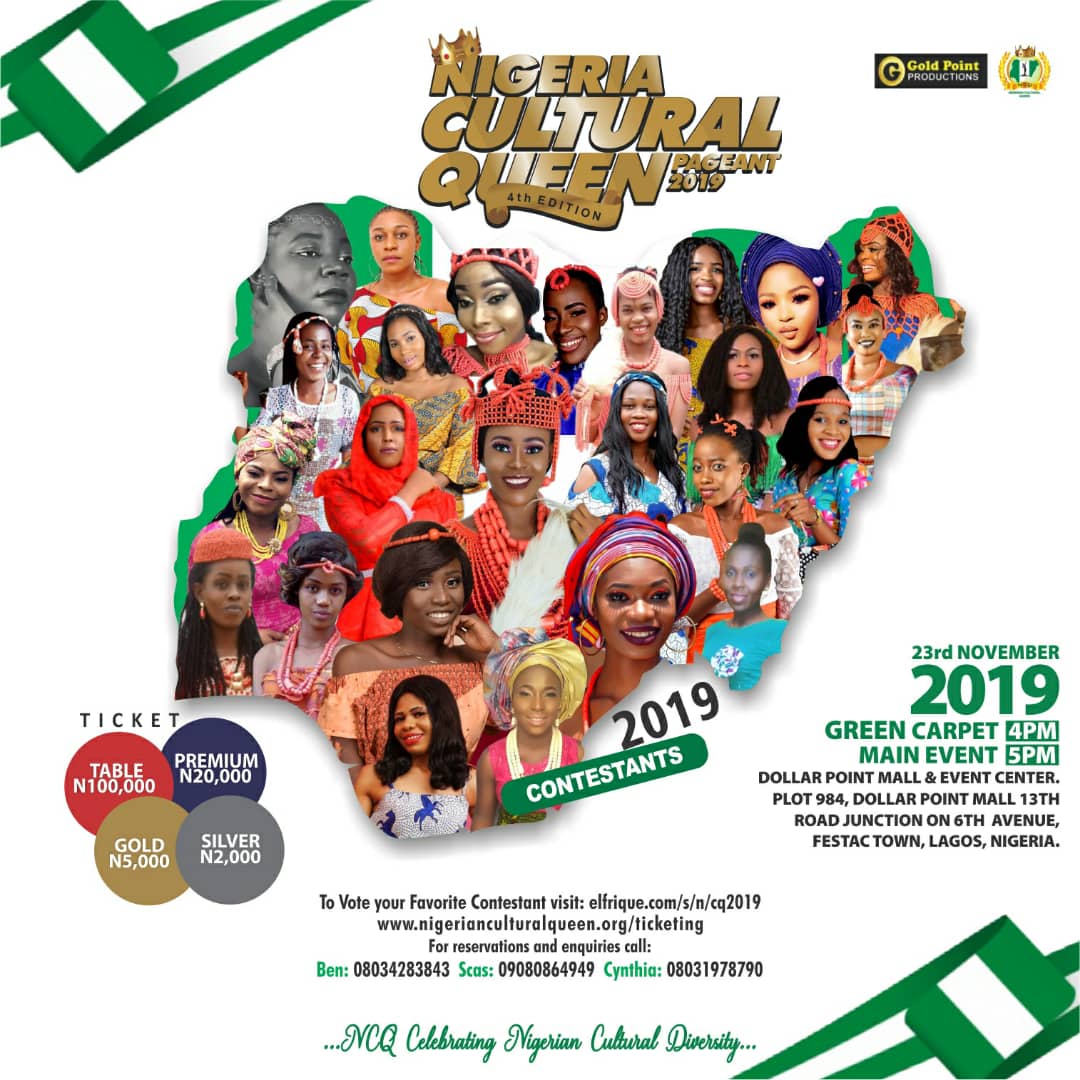 NIGERIA
CULTURAL
QUEEN PAGEANT
2019
4th EDITION
Gold Point
PRODUCTIONS
2019
CONTESTANTS
TICKET
TABLE
N100,000
PREMIUM
N20,000
GOLD
N5,000
SILVER
N2,000
23rd NOVEMBER
2019
GREEN CARPET 4PM
MAIN EVENT 5PM
DOLLAR POINT MALL & EVENT CENTER.
PLOT 984, DOLLAR POINT MALL 13TH
ROAD JUNCTION ON 6TH AVENUE,
FESTAC TOWN, LAGOS, NIGERIA.
To Vote your Favorite Contestant visit: elfrique.com/s/n/cq2019
www.nigerianculturalqueen.org/ticketing
For reservations and enquiries call:
Ben: 08034283843 Scas: 09080864949 Cynthia: 08031978790
...NCQ Celebrating Nigerian Cultural Diversity...